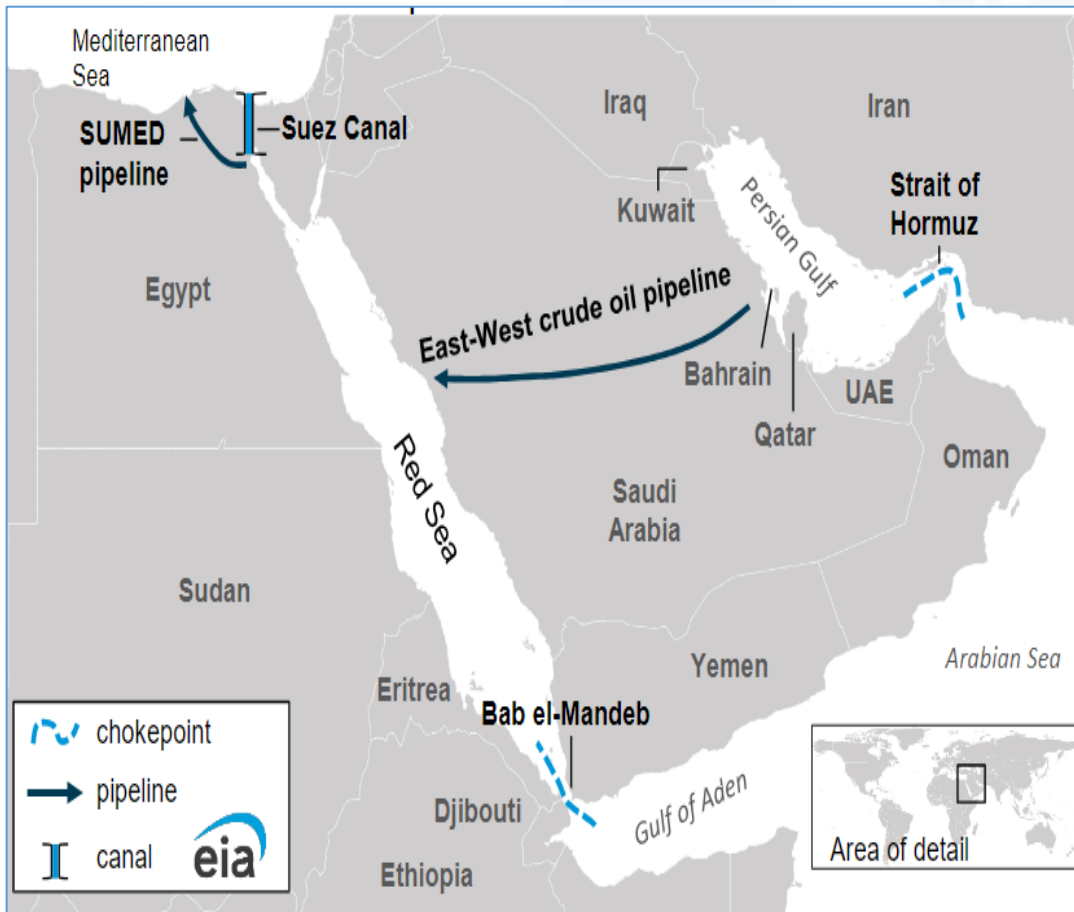 Mediterranean
Sea
SUMED
pipeline
Suez Canal
Iraq
Iran
Kuwait
Persian Gulf
Strait of
Hormuz
Egypt
East-West crude oil pipeline
Bahrain
Qatar
UAE
Oman
Red Sea
Saudi
Arabia
Sudan
Eritrea
Yemen
Arabian Sea
Bab el-Mandeb
Djibouti
Gulf of Aden
Ethiopia
chokepoint
pipeline
canal
eia
Area of detail